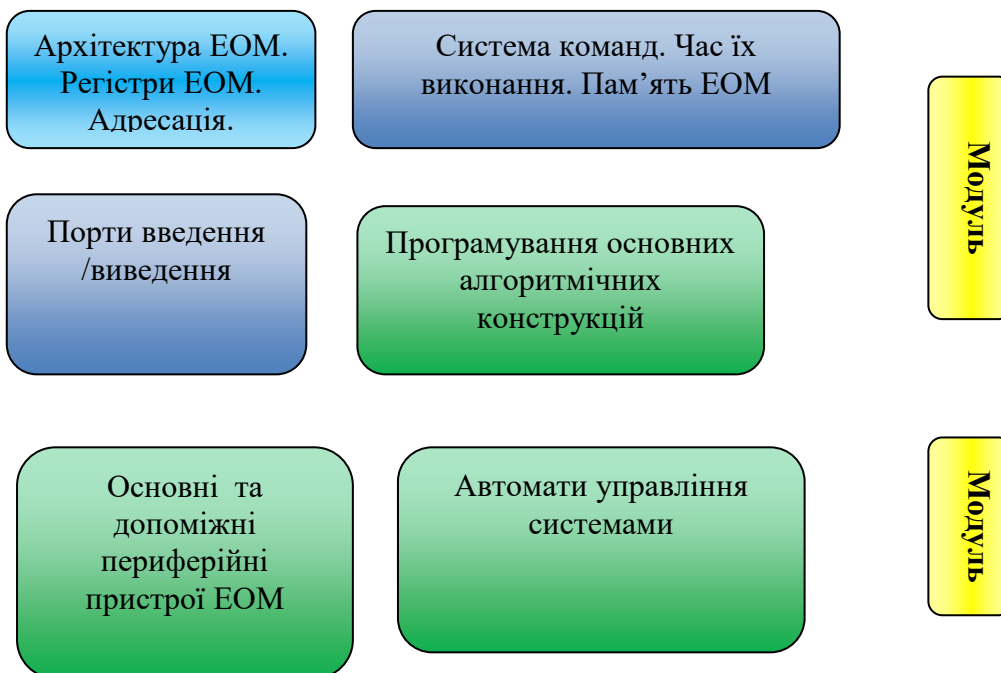 Архітектура ЕОМ.
Регістри ЕОМ.
Адресація.
Система команд. Час їх
виконання. Пам’ять ЕОМ
Модуль
Порти введення
/виведення
Програмування основних
алгоритмічних
конструкцій
Основні та
допоміжні
периферійні
пристрої ЕОМ
Автомати управління
системами
Модуль